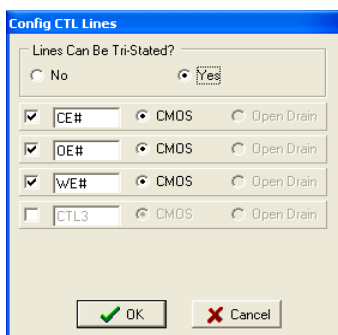 Config CTL Lines
Lines Can Be Tri-Stated?
No Yes
CE# CMOS Open Drain
OE# CMOS Open Drain
WE# CMOS Open Drain
CTL3 CMOS Open Drain
OK Cancel